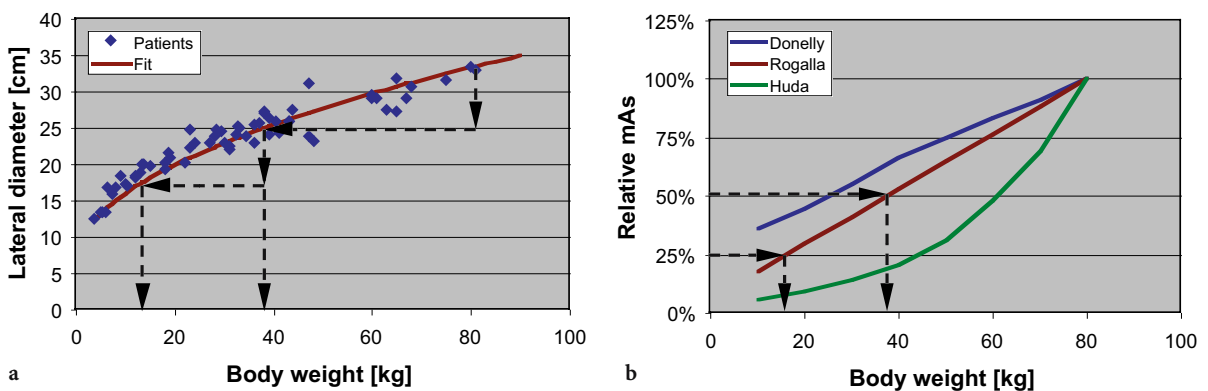 40
35
30
25
20
15
10
5
0
Lateral diameter [cm]
Patients
Fit
0 20 40 60 80 100
Body weight [kg]
a
125%
100%
75%
50%
25%
0%
Relative mAs
Donelly
Rogalla
Huda
0 20 40 60 80 100
Body weight [kg]
b